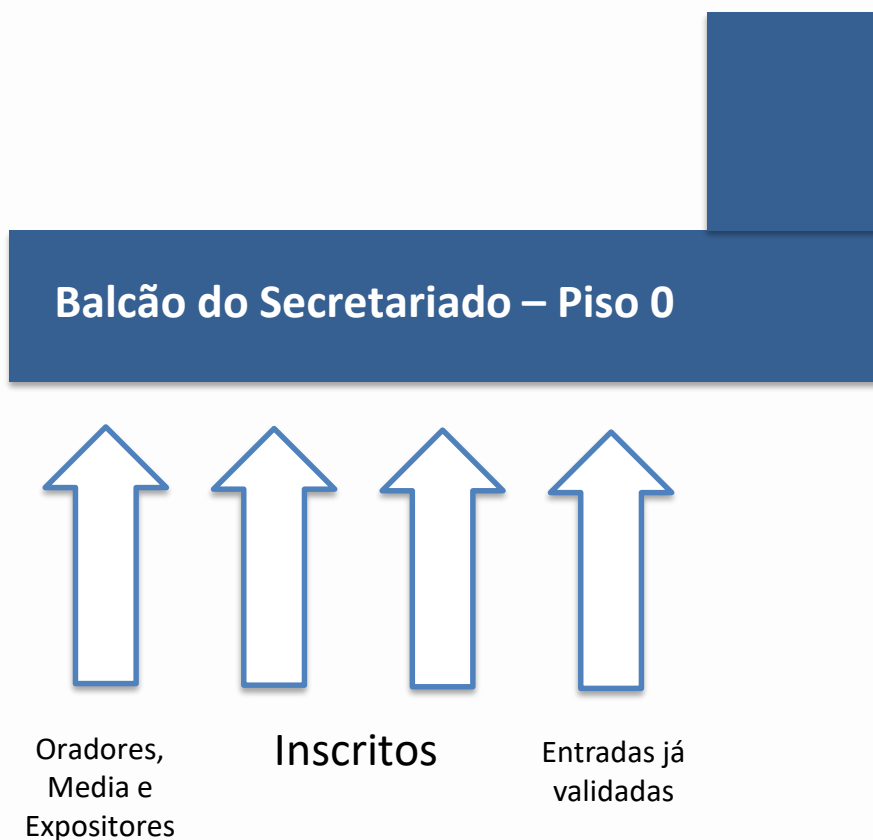 Balcão do Secretariado – Piso 0
Oradores,
Media e
Expositores
Inscritos
Entradas já
validadas